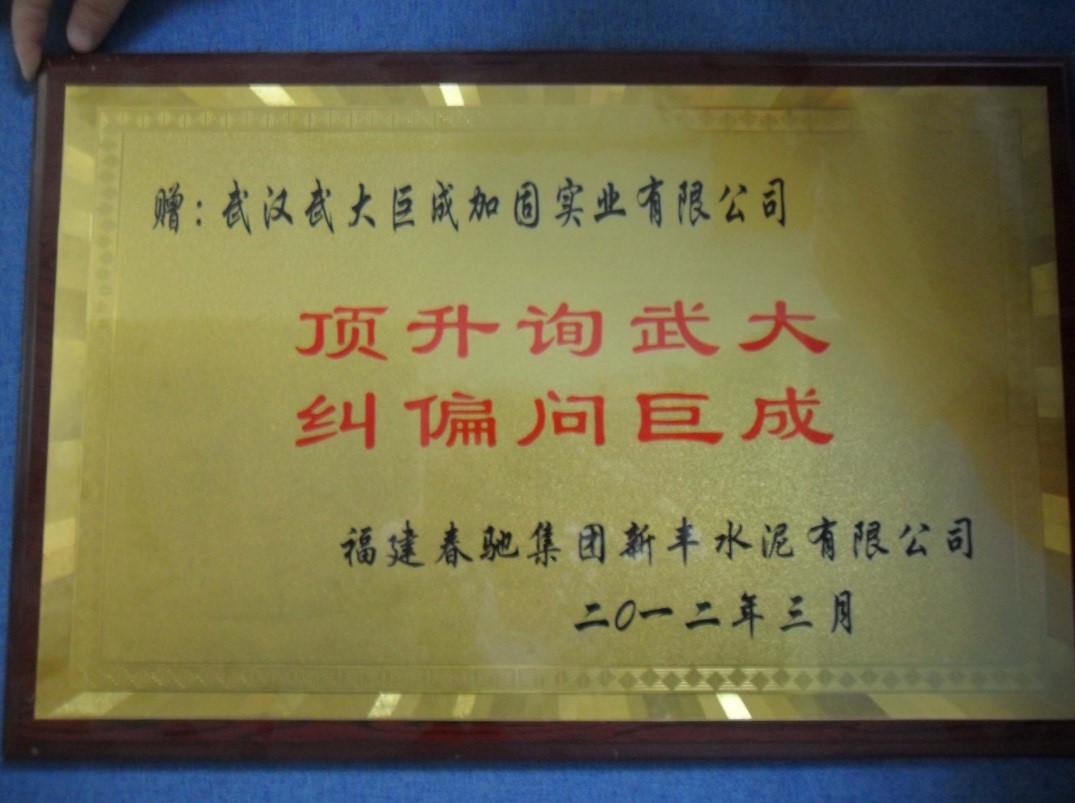 赠：武汉武大巨成加固实业有限公司
顶升询武大
纠偏问巨成
福建春驰集团新丰水泥有限公司
二〇一二年三月